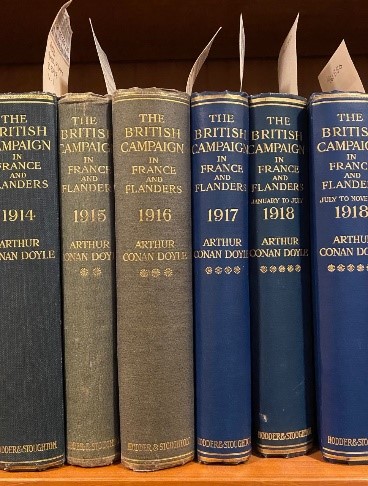 THE
BRITISH
CAMPAIGN
IN
FRANCE
AND
FLANDERS
1914
ARTHUR
CONAN DOYLE
HODDER & STOUGHTON
THE
BRITISH
CAMPAIGN
IN
FRANCE
AND
FLANDERS
1915
ARTHUR
CONAN DOYLE
HODDER & STOUGHTON
THE
BRITISH
CAMPAIGN
IN
FRANCE
AND
FLANDERS
1916
ARTHUR
CONAN DOYLE
HODDER & STOUGHTON
THE
BRITISH
CAMPAIGN
IN
FRANCE
AND
FLANDERS
1917
ARTHUR
CONAN DOYLE
HODDER & STOUGHTON
THE
BRITISH
CAMPAIGN
IN
FRANCE
AND
FLANDERS
JANUARY TO JULY
1918
ARTHUR
CONAN DOYLE
HODDER & STOUGHTON
THE
BRITISH
CAMPAIGN
IN
FRANCE
AND
FLANDERS
JULY TO NOVE
1918
ARTHUR
CONAN DOYLE
HODDER & STOUGHTON